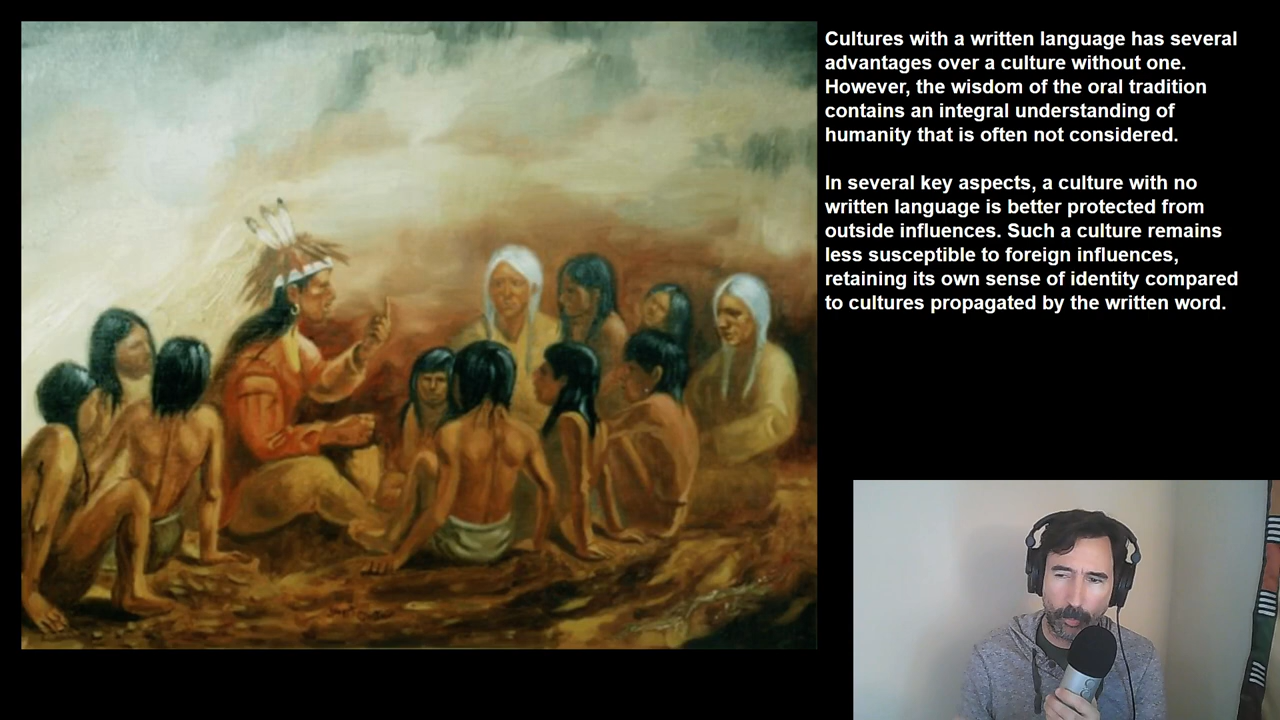 Cultures with a written language has several
advantages over a culture without one.
However, the wisdom of the oral tradition
contains an integral understanding of
humanity that is often not considered.
In several key aspects, a culture with no
written language is better protected from
outside influences. Such a culture remains
less susceptible to foreign influences,
retaining its own sense of identity compared
to cultures propagated by the written word.